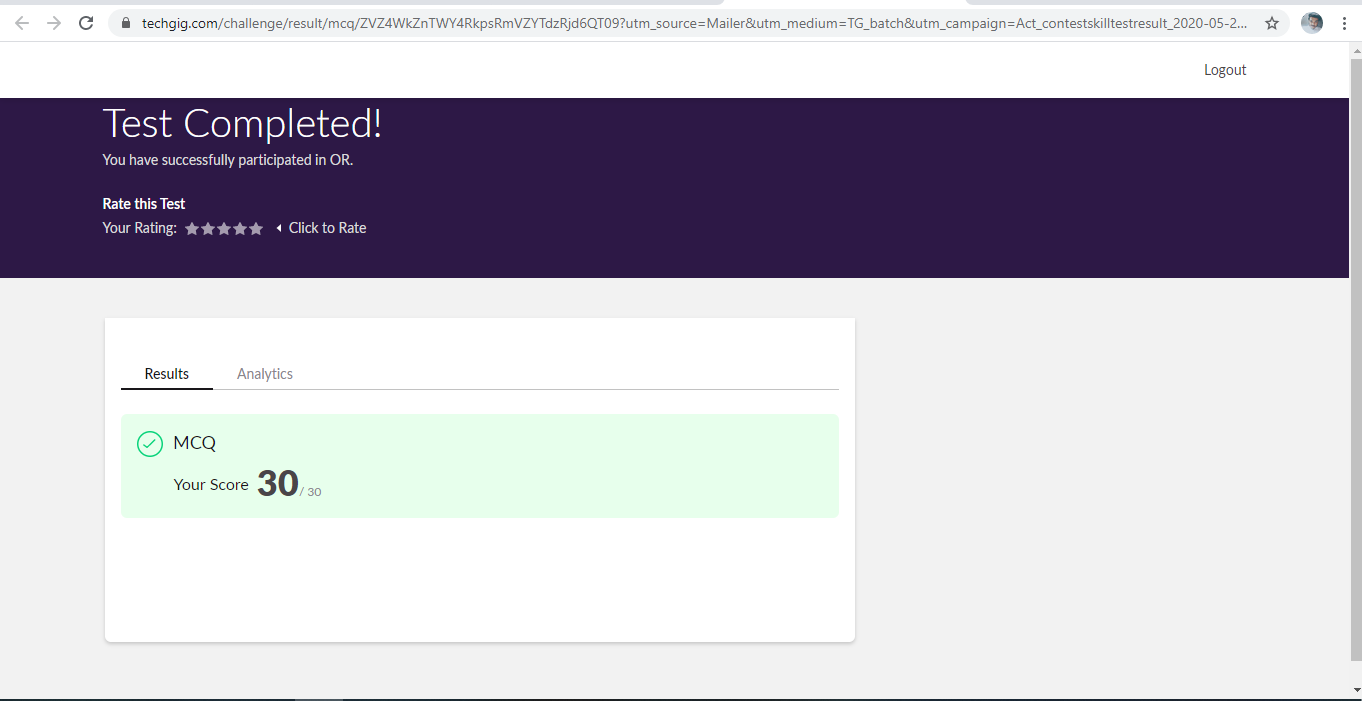 techgig.com/challenge/result/mcq/ZVZ4WkZnTWY4RkpsRmVZYTdzRjd6QT09?utm_source=Mailer&utm_medium=TG_batch&utm_campaign=Act_contestskilltestresult_2020-05-2...
Logout
Test Completed!
You have successfully participated in OR.
Rate this Test
Your Rating: Click to Rate
Results Analytics
MCQ
Your Score 30 / 30